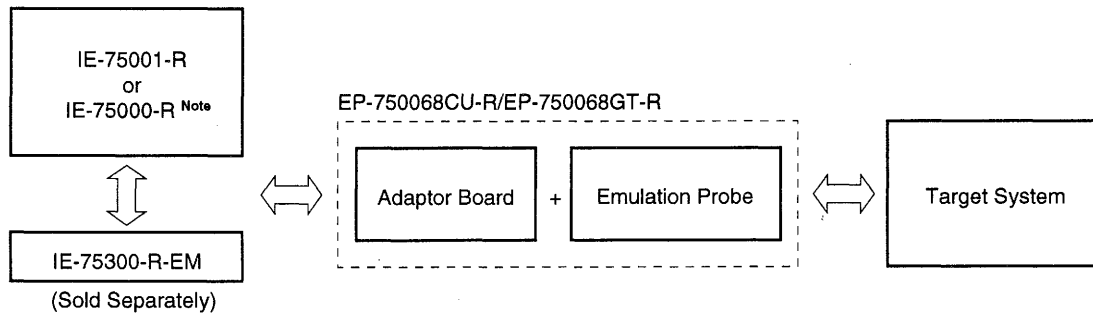 IE-75001-R
or
IE-75000-R Note
IE-75300-R-EM
(Sold Separately)
EP-750068CU-R/EP-750068GT-R
Adaptor Board + Emulation Probe
Target System